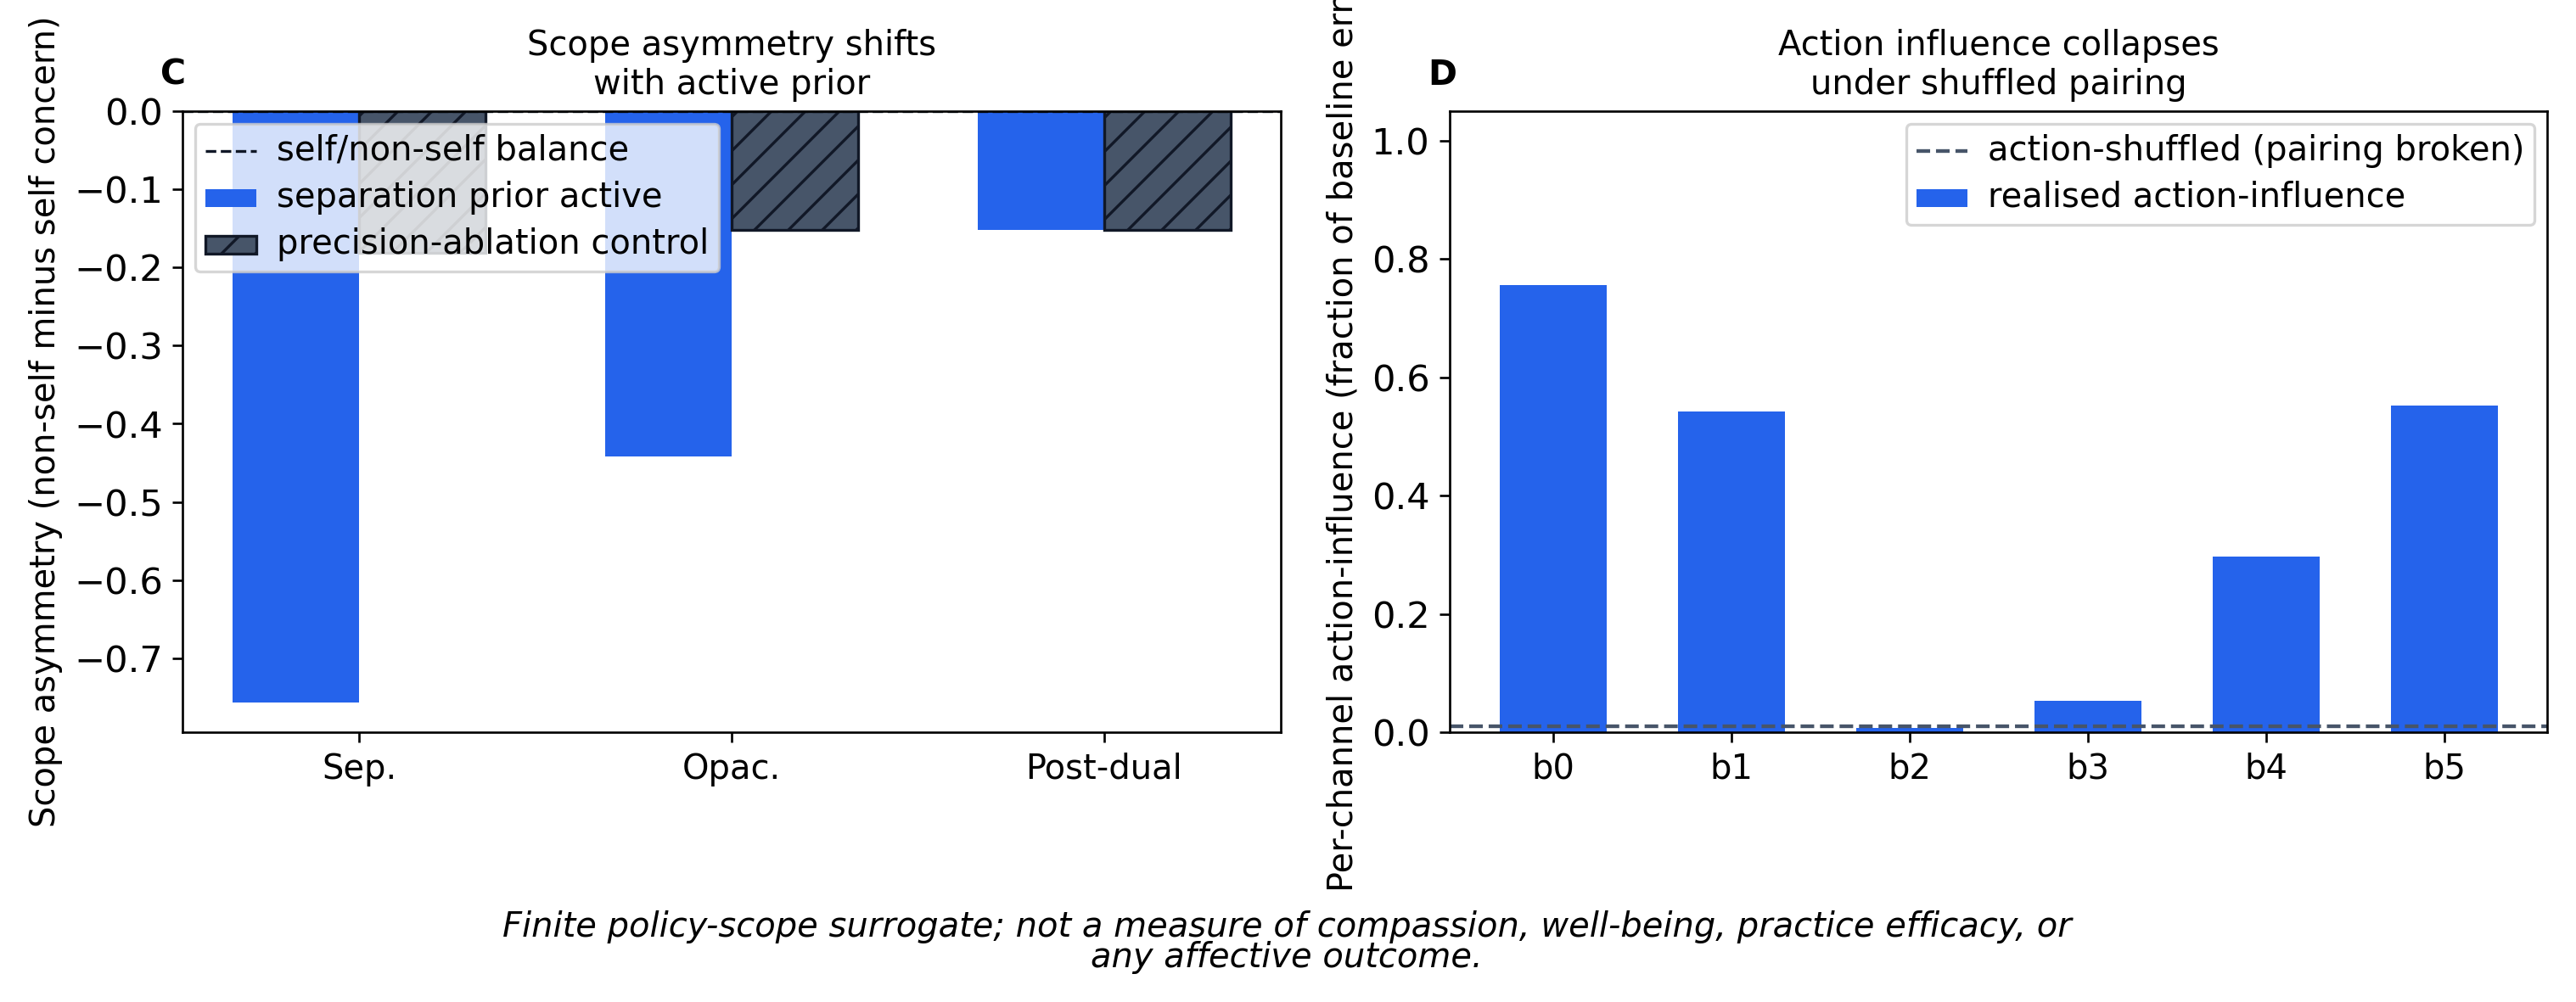 C
Scope asymmetry shifts
with active prior
Scope asymmetry (non-self minus self concern)
0.0
−0.1
−0.2
−0.3
−0.4
−0.5
−0.6
−0.7
self/non-self balance
separation prior active
precision-ablation control
Sep.
Opac.
Post-dual
D
Action influence collapses
under shuffled pairing
Per-channel action-influence (fraction of baseline
1.0
0.8
0.6
0.4
0.2
0.0
action-shuffled (pairing broken)
realised action-influence
b0
b1
b2
b3
b4
b5
Finite policy-scope surrogate; not a measure of compassion, well-being, practice efficacy, or
any affective outcome.